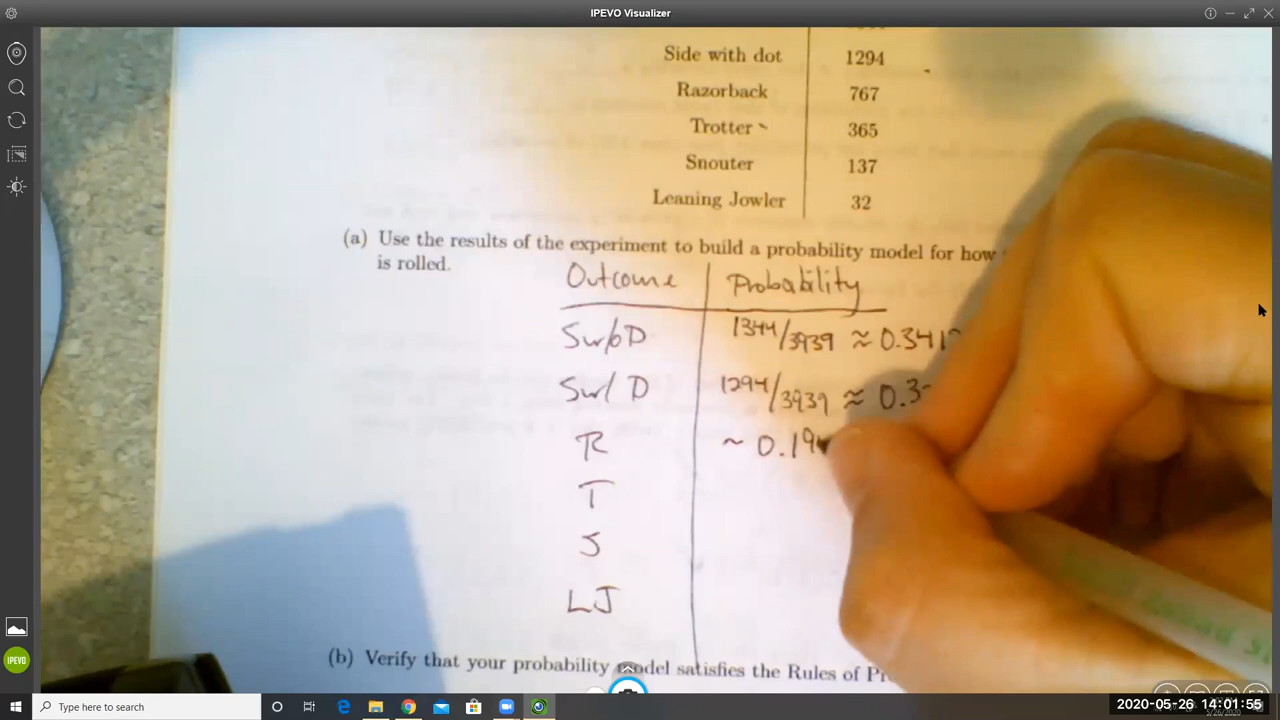 IPEVO Visualizer
Side with dot 1294
Razorback 767
Trotter 365
Snouter 137
Leaning Jowler 32
(a) Use the results of the experiment to build a probability model for how
is rolled.
Outcome Probability
Sw/o D 1344/3939 ≈ 0.341
Sw/ D 1294/3939 ≈ 0.3
R ~ 0.19
T
S
LJ
(b) Verify that your probability model satisfies the Rules of
IPEVO
Type here to search
2020-05-26 14:01:55